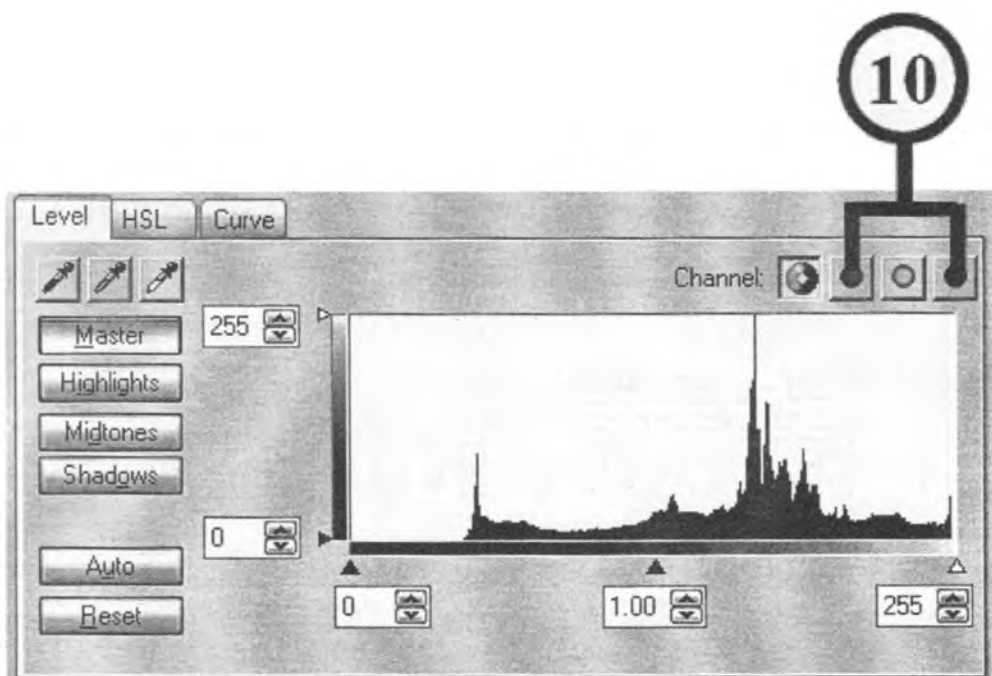 10
Level HSL Curve
Channel:
Master
255
Highlights
Midtones
Shadows
0
Auto
Reset
0 1.00 255